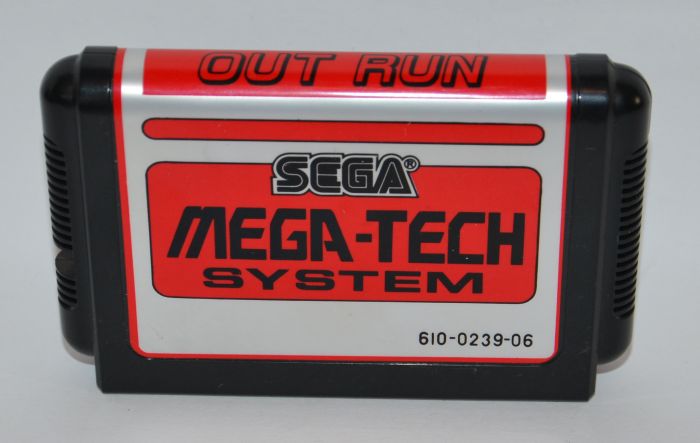 OUT RUN
SEGA®
MEGA-TECH
SYSTEM
610-0239-06